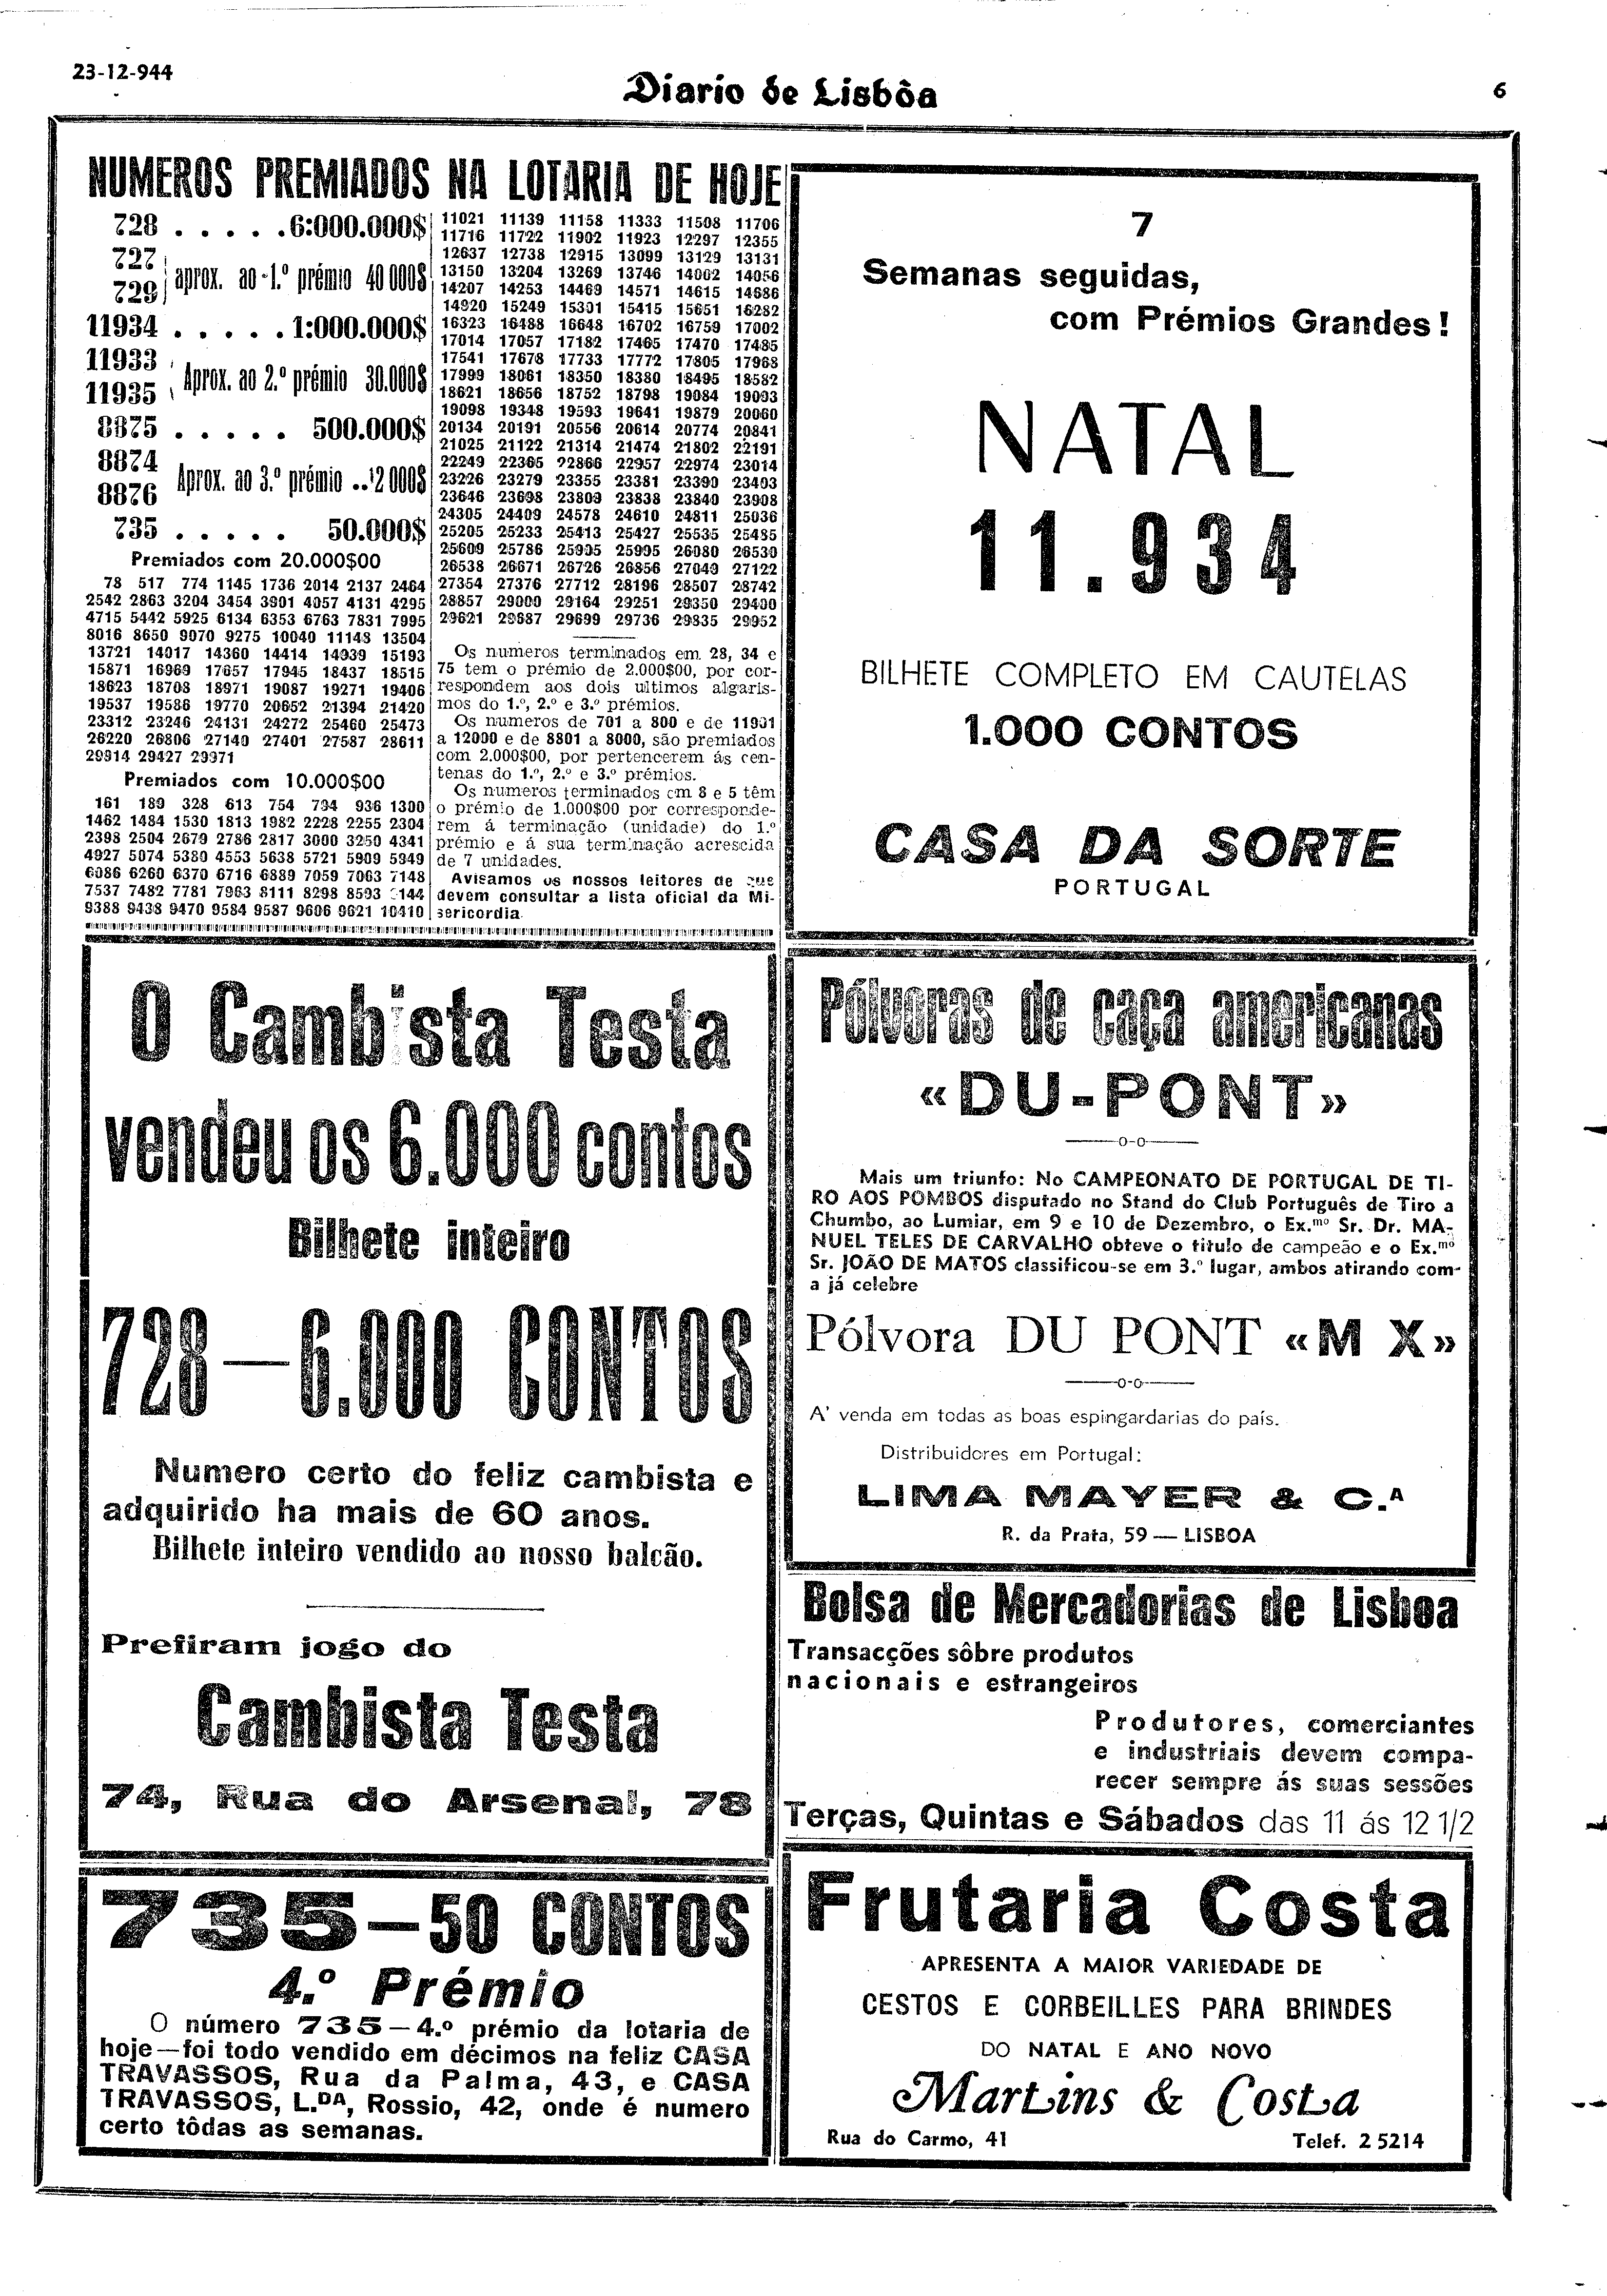 23-12-944
Diario de Lisbôa
6
NUMEROS PREMIADOS NA LOTARIA DE HOJE
728 . . . . . 6:000.000$
727
729 aprox. ao 1.º prémio 40 000$
11934 . . . . . 1:000.000$
11933
11935 Aprox. ao 2.º prémio 30.000$
8875 . . . . . 500.000$
8874
8876 Aprox. ao 3.º prémio ..12 000$
735 . . . . . 50.000$
Premiados com 20.000$00
78 517 774 1145 1736 2014 2137 2464
2542 2863 3204 3454 3901 4057 4131 4295
4715 5442 5925 6134 6353 6763 7831 7995
8016 8650 9070 9275 10040 11148 13504
13721 14017 14360 14414 14939 15193
15871 16969 17657 17945 18437 18515
18623 18708 18971 19087 19271 19406
19537 19586 19770 20652 21394 21420
23312 23246 24131 24272 25460 25473
26220 26806 27140 27401 27587 28611
29314 29427 29371
Premiados com 10.000$00
161 189 328 613 754 794 936 1300
1462 1484 1530 1813 1982 2228 2255 2304
2398 2504 2679 2786 2817 3000 3250 4341
4927 5074 5380 4553 5638 5721 5909 5949
6086 6260 6370 6716 6889 7059 7063 7148
7537 7482 7781 7963 8111 8298 8593
9388 9438 9470 9584 9587 9606 9621 10410
11021 11139 11158 11333 11508 11706
11716 11722 11902 11923 12297 12355
12637 12738 12915 13099 13129 13131
13150 13204 13269 13746 14002 14056
14207 14253 14469 14571 14615 14686
14920 15249 15301 15415 15651 16282
16323 16488 16648 16702 16759 17002
17014 17057 17182 17465 17470 17485
17541 17678 17733 17772 17805 17968
17999 18061 18350 18380 18495 18582
18621 18656 18752 18798 19084 19093
19098 19348 19593 19641 19879 20060
20134 20191 20556 20614 20774 20841
21025 21122 21314 21474 21802 22191
22249 22365 22866 22957 22974 23014
23226 23279 23355 23381 23390 23403
23646 23698 23809 23838 23840 23908
24305 24409 24578 24610 24811 25036
25205 25233 25413 25427 25535 25485
25609 25786 25905 25995 26080 26530
26538 26671 26726 26856 27049 27122
27354 27376 27712 28196 28507 28742
28857 29000 29164 29251 29350 29400
29621 29687 29699 29736 29835 29952
Os numeros terminados em 28, 34 e
75 tem o prémio de 2.000$00, por cor-
respondem aos dois ultimos algaris-
mos do 1.º, 2.º e 3.º prémios.
Os numeros de 701 a 800 e de 11901
a 12000 e de 8801 a 8000, são premiados
com 2.000$00, por pertencerem ás cen-
tenas do 1.º, 2.º e 3.º prémios.
Os numeros terminados em 8 e 5 têm
o prémio de 1.000$00 por corresponde-
rem á terminação (unidade) do 1.º
prémio e á sua terminação acrescida
de 7 unidades.
Avisamos os nossos leitores de que
devem consultar a lista oficial da Mi-
sericordia.
7
Semanas seguidas,
com Prémios Grandes!
NATAL
11.934
BILHETE COMPLETO EM CAUTELAS
1.000 CONTOS
CASA DA SORTE
PORTUGAL
O Cambista Testa
vendeu os 6.000 contos
Bilhete inteiro
728—6.000 CONTOS
Numero certo do feliz cambista e
adquirido ha mais de 60 anos.
Bilhete inteiro vendido ao nosso balcão.
Prefiram jogo do
Cambista Testa
74, Rua do Arsenal, 78
735—50 CONTOS
4.º Prémio
O número 735—4.º prémio da lotaria de
hoje—foi todo vendido em décimos na feliz CASA
TRAVASSOS, Rua da Palma, 43, e CASA
TRAVASSOS, L.DA, Rossio, 42, onde é numero
certo tôdas as semanas.
Pólvoras de caça americanas
«DU-PONT»
o-o
Mais um triunfo: No CAMPEONATO DE PORTUGAL DE TI-
RO AOS POMBOS disputado no Stand do Club Português de Tiro a
Chumbo, ao Lumiar, em 9 e 10 de Dezembro, o Ex.mo Sr. Dr. MA-
NUEL TELES DE CARVALHO obteve o titulo de campeão e o Ex.mo
Sr. JOÃO DE MATOS classificou-se em 3.º lugar, ambos atirando com
a já celebre
Pólvora DU PONT «M X»
o-o
A' venda em todas as boas espingardarias do país.
Distribuidores em Portugal:
LIMA MAYER & C.A
R. da Prata, 59 — LISBOA
Bolsa de Mercadorias de Lisboa
Transacções sôbre produtos
nacionais e estrangeiros
Produtores, comerciantes
e industriais devem compa-
recer sempre ás suas sessões
Terças, Quintas e Sábados das 11 ás 12 1/2
Frutaria Costa
APRESENTA A MAIOR VARIEDADE DE
CESTOS E CORBEILLES PARA BRINDES
DO NATAL E ANO NOVO
Martins & Costa
Rua do Carmo, 41
Telef. 2 5214